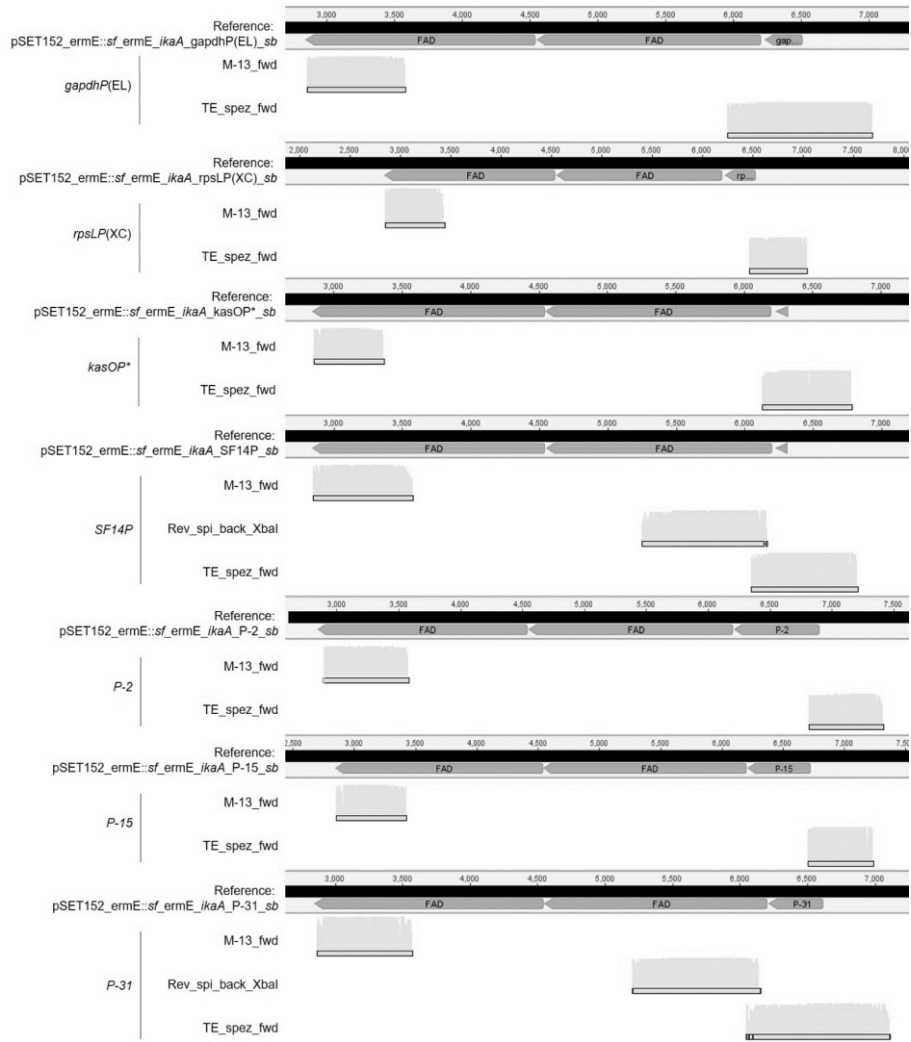 3,000 3,500 4,000 4,500 5,000 5,500 6,000 6,500 7,000
Reference:
pSET152_ermE::sf_ermE_ikaA_gapdhP(EL)_sb FAD FAD gap...
M-13_fwd
gapdhP(EL)
TE_spez_fwd
2,000 2,500 3,000 3,500 4,000 4,500 5,000 5,500 6,000 6,500 7,000 7,500 8,0
Reference:
pSET152_ermE::sf_ermE_ikaA_rpsLP(XC)_sb FAD FAD rp...
M-13_fwd
rpsLP(XC)
TE_spez_fwd
3,000 3,500 4,000 4,500 5,000 5,500 6,000 6,500 7,000
Reference:
pSET152_ermE::sf_ermE_ikaA_kasOP*_sb FAD FAD
M-13_fwd
kasOP*
TE_spez_fwd
3,000 3,500 4,000 4,500 5,000 5,500 6,000 6,500 7,000
Reference:
pSET152_ermE::sf_ermE_ikaA_SF14P_sb FAD FAD
M-13_fwd
SF14P Rev_spi_back_XbaI
TE_spez_fwd
3,000 3,500 4,000 4,500 5,000 5,500 6,000 6,500 7,000 7,500
Reference:
pSET152_ermE::sf_ermE_ikaA_P-2_sb FAD FAD P-2
M-13_fwd
P-2
TE_spez_fwd
2,500 3,000 3,500 4,000 4,500 5,000 5,500 6,000 6,500 7,000 7,5
Reference:
pSET152_ermE::sf_ermE_ikaA_P-15_sb FAD FAD P-15
M-13_fwd
P-15
TE_spez_fwd
3,000 3,500 4,000 4,500 5,000 5,500 6,000 6,500 7,000
Reference:
pSET152_ermE::sf_ermE_ikaA_P-31_sb FAD FAD P-31
M-13_fwd
P-31 Rev_spi_back_XbaI
TE_spez_fwd